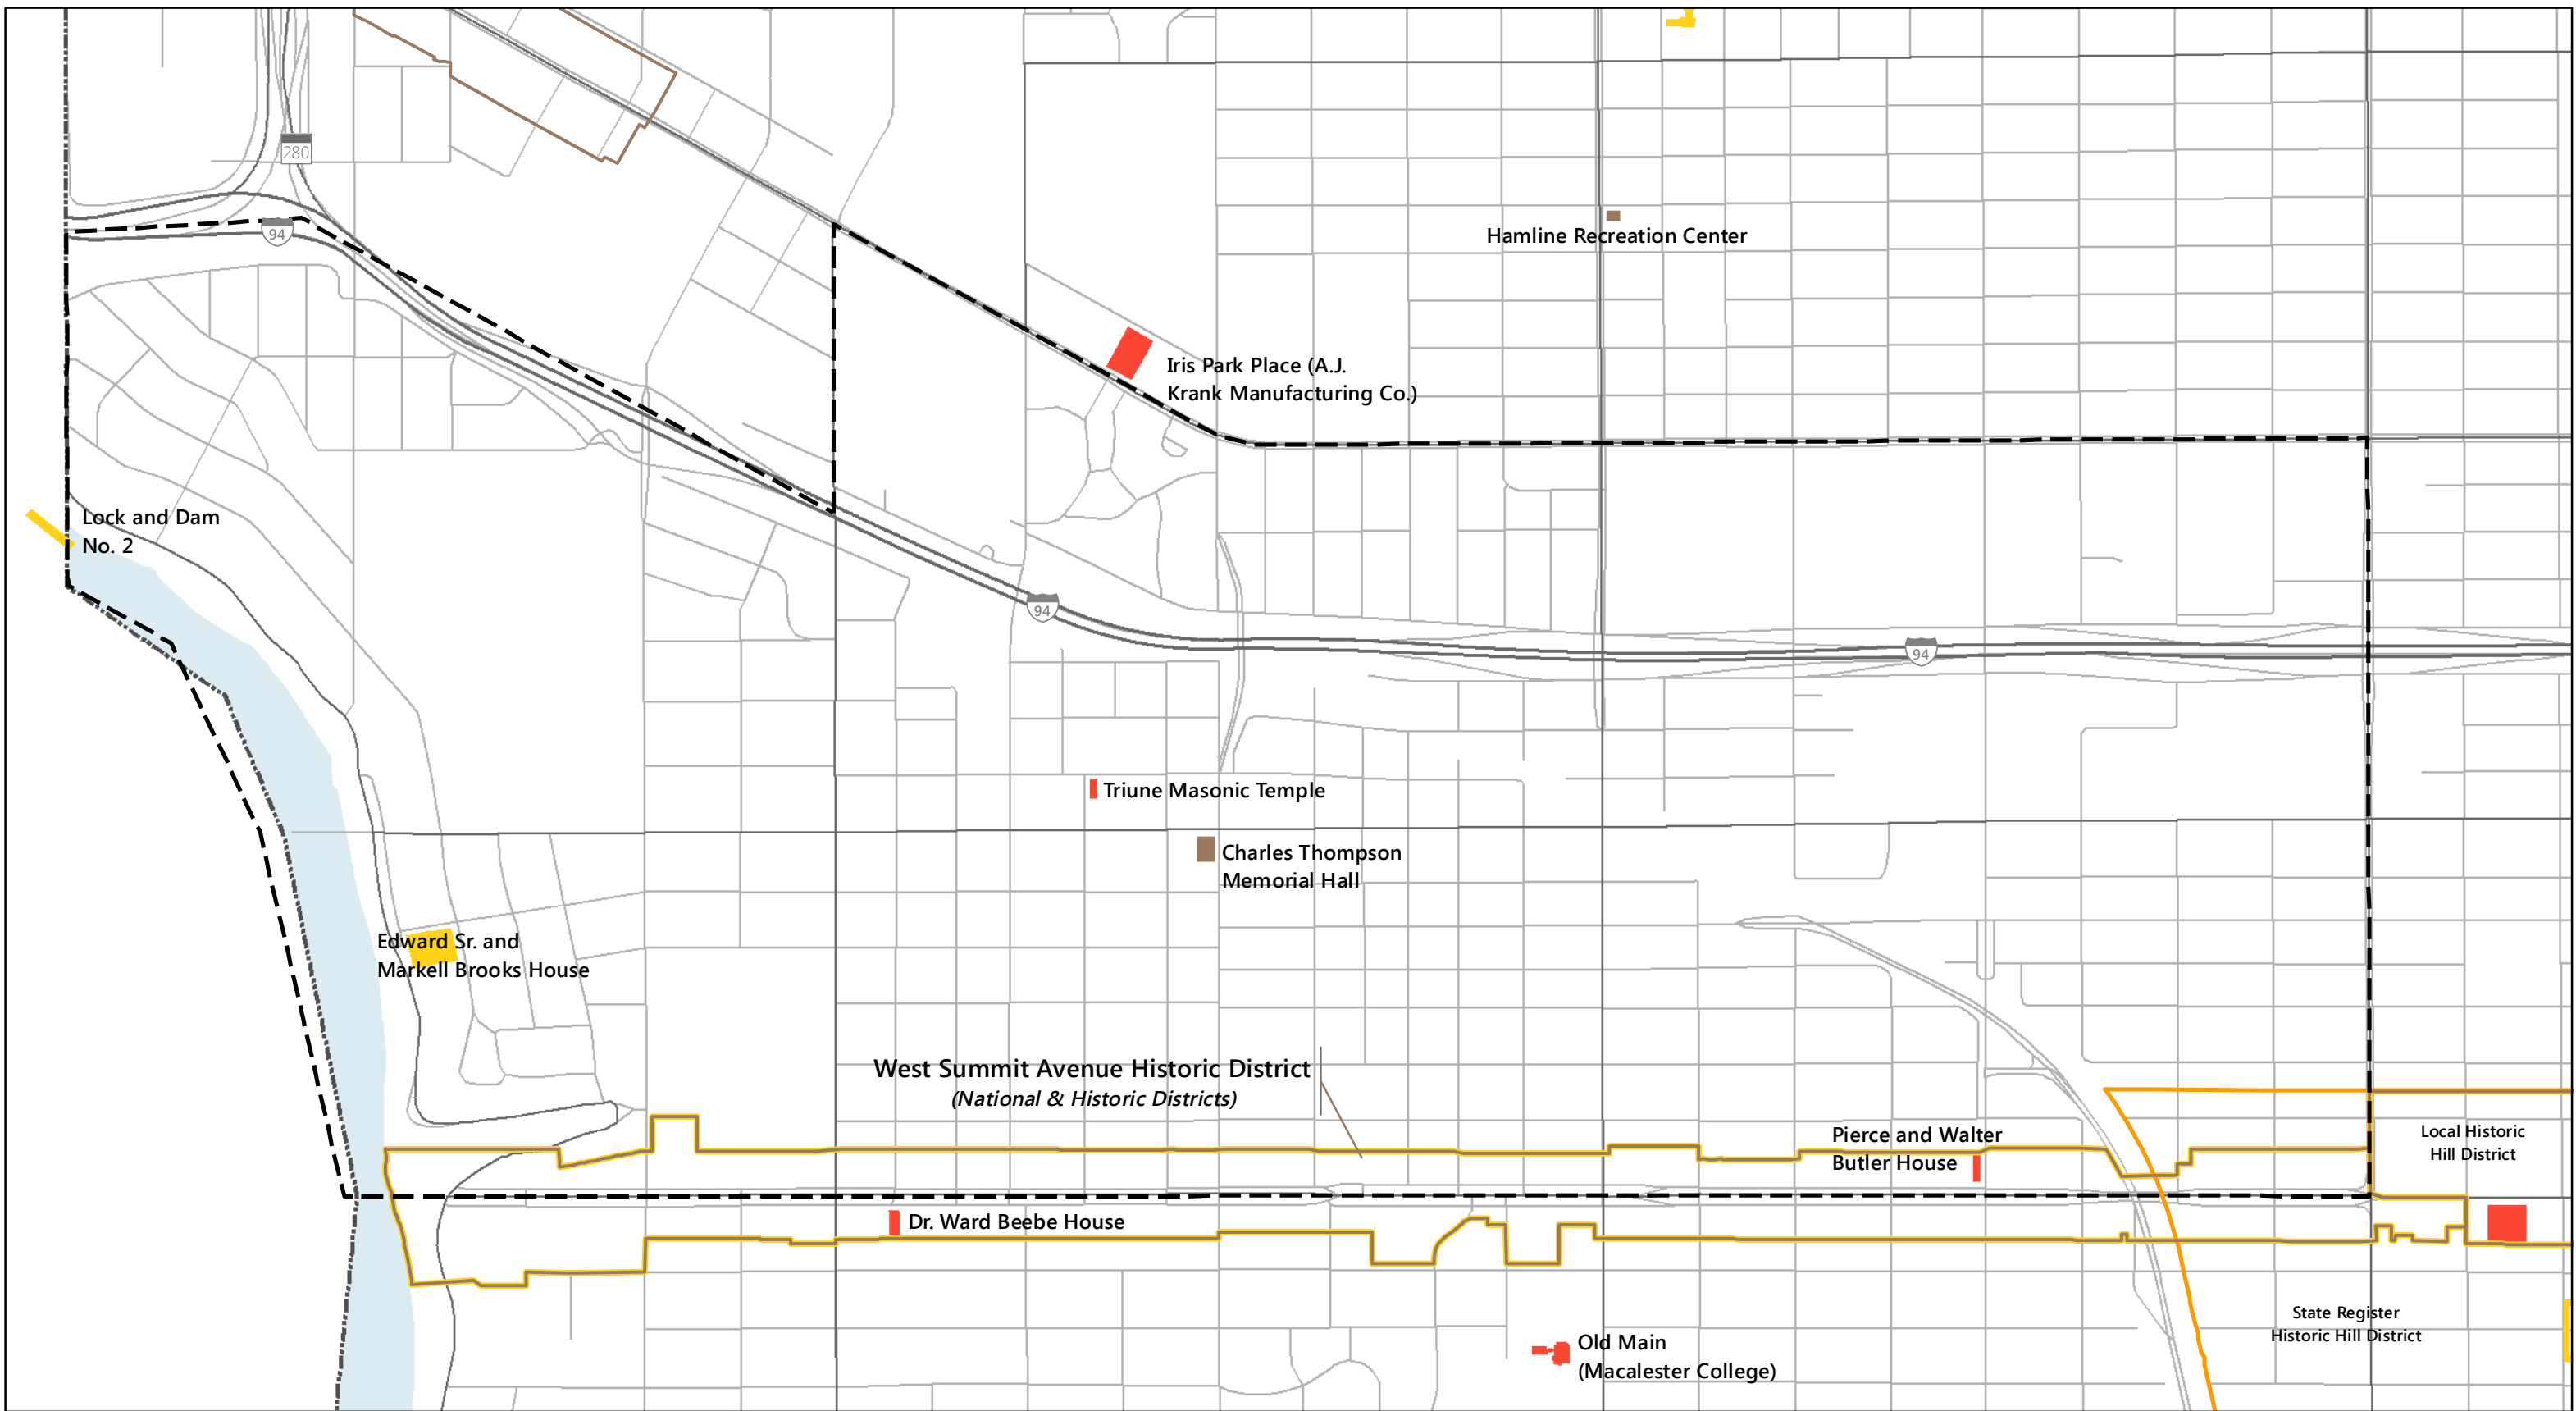 280
94
Hamline Recreation Center
Iris Park Place (A.J.
Krank Manufacturing Co.)
Lock and Dam
No. 2
94
94
Triune Masonic Temple
Charles Thompson
Memorial Hall
Edward Sr. and
Markell Brooks House
West Summit Avenue Historic District
(National & Historic Districts)
Pierce and Walter
Butler House
Local Historic
Hill District
Dr. Ward Beebe House
State Register
Historic Hill District
Old Main
(Macalester College)